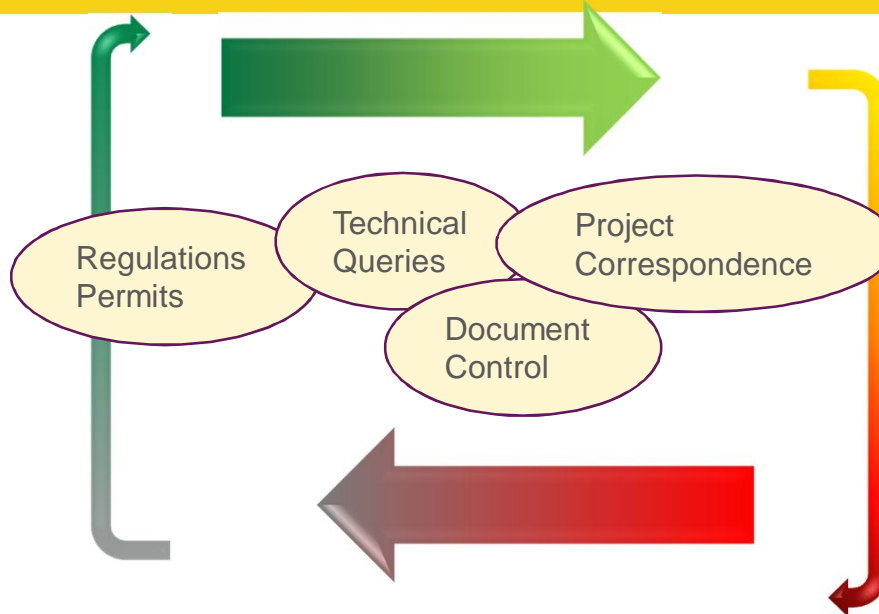 Regulations
Permits
Technical
Queries
Project
Correspondence
Document
Control